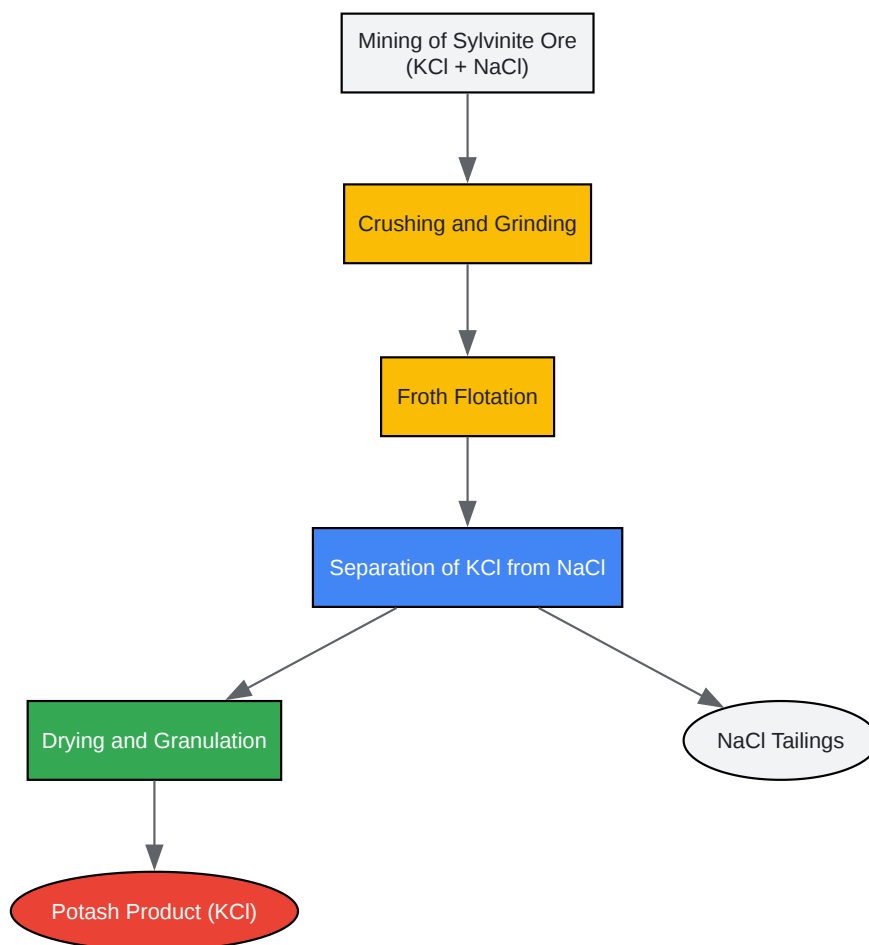 Mining of Sylvinite Ore
(KCl + NaCl)
Crushing and Grinding
Froth Flotation
Separation of KCl from NaCl
Drying and Granulation
NaCl Tailings
Potash Product (KCl)